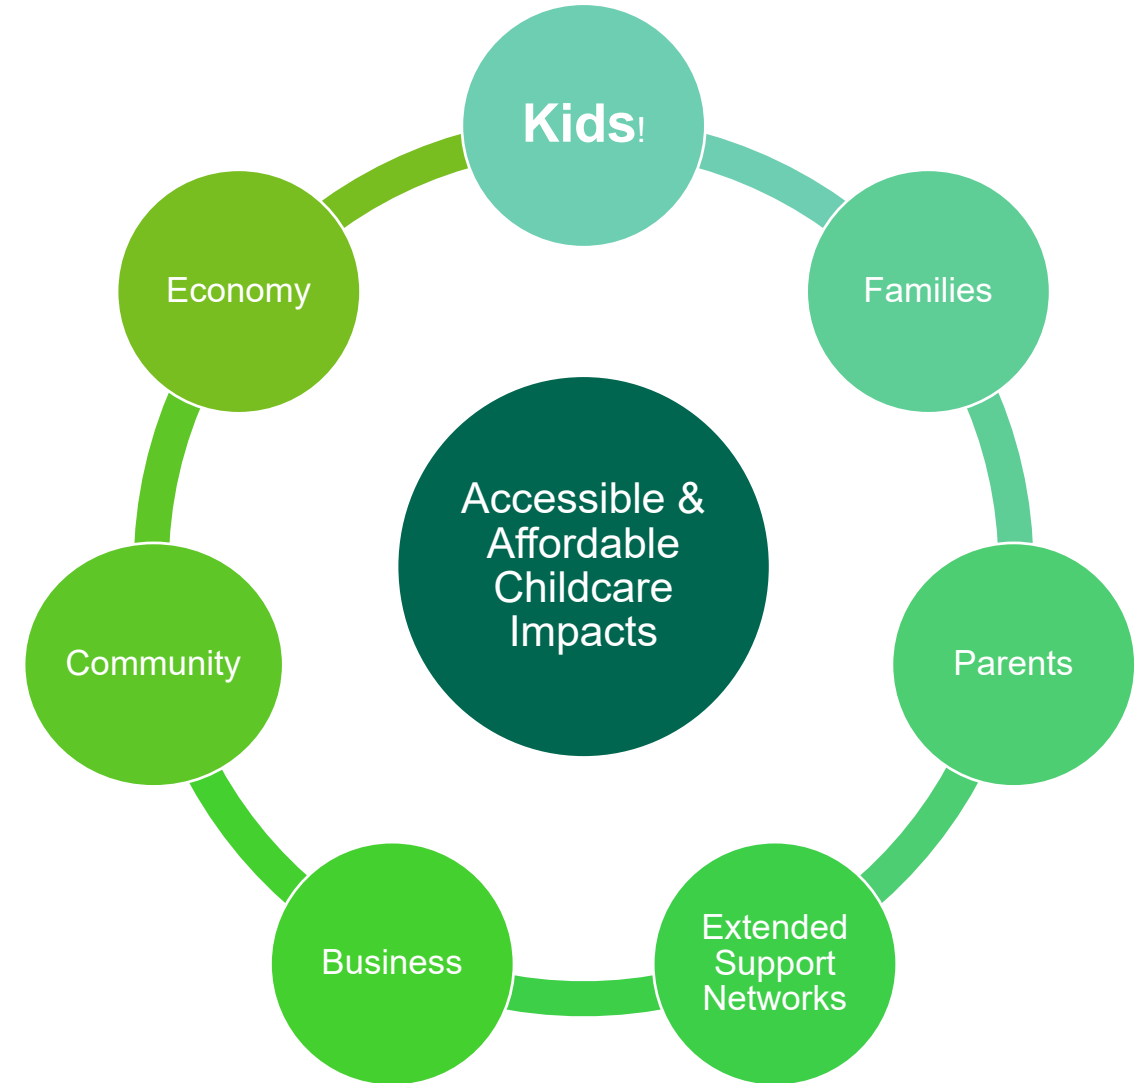 Kids!
Families
Parents
Extended
Support
Networks
Business
Community
Economy
Accessible &
Affordable
Childcare
Impacts